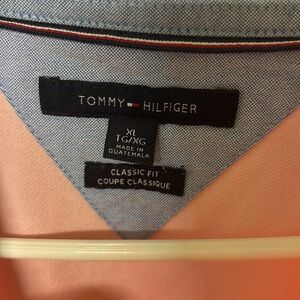 TOMMY HILFIGER
XL
TG/XG
MADE IN
GUATEMALA
CLASSIC FIT
COUPE CLASSIQUE